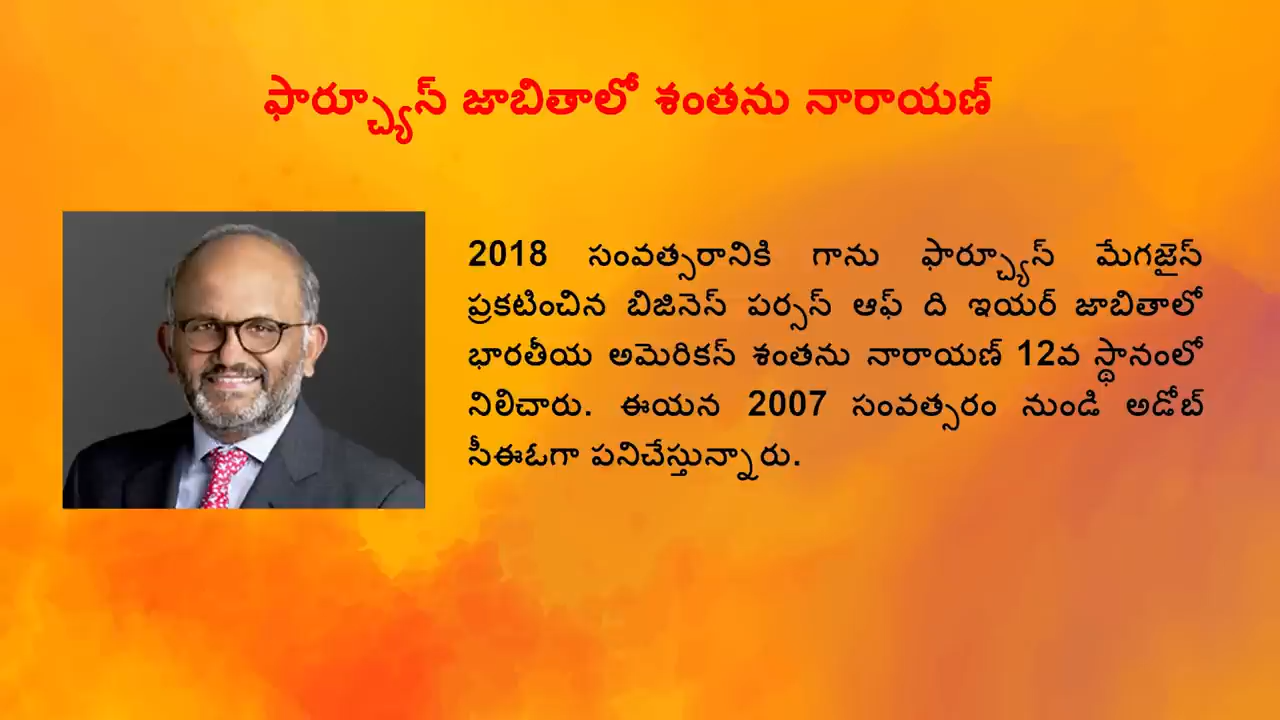 ఫార్చ్యూన్ జాబితాలో శంతను నారాయణ్
2018 సంవత్సరానికి గాను ఫార్చ్యూన్ మేగజైన్
ప్రకటించిన బిజినెస్ పర్సన్ ఆఫ్ ది ఇయర్ జాబితాలో
భారతీయ అమెరికన్ శంతను నారాయణ్ 12వ స్థానంలో
నిలిచారు. ఈయన 2007 సంవత్సరం నుండి అడోబ్
సీఈఓగా పనిచేస్తున్నారు.